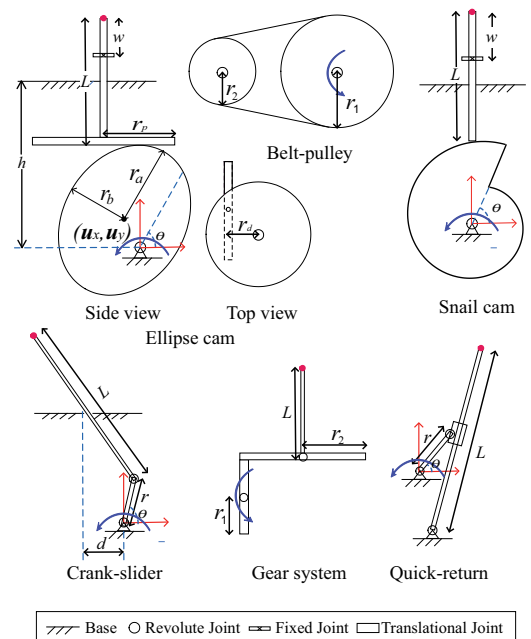 w
L
r_p
h
r_a
r_b
(u_x, u_y)
θ
Side view
Ellipse cam
r_2
r_1
Belt-pulley
r_d
Top view
w
L
θ
Snail cam
L
r
θ
d
Crank-slider
L
r_2
r_1
Gear system
r
θ
L
Quick-return
Base Revolute Joint Fixed Joint Translational Joint